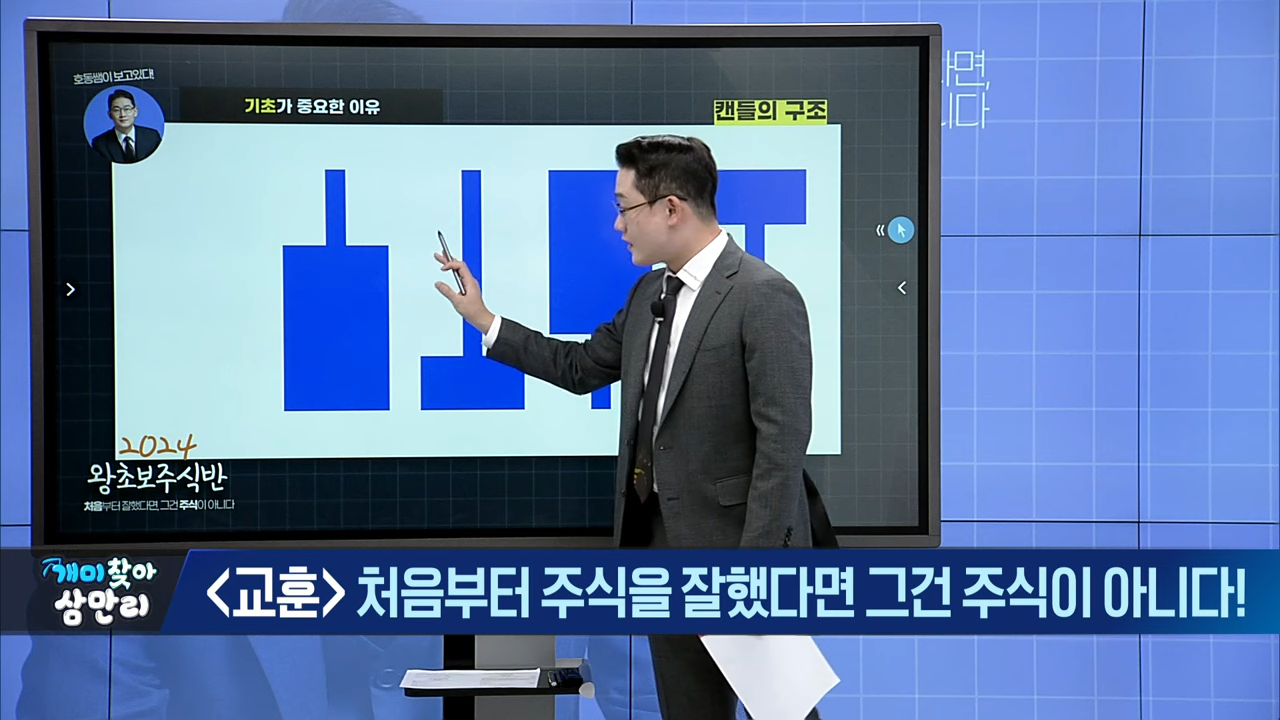 호동쌤이 보고있다!
기초가 중요한 이유
캔들의 구조
면,
니다
2024
왕초보주식반
처음부터 잘했다면, 그건 주식이 아니다
개미찾아
삼만리
<교훈> 처음부터 주식을 잘했다면 그건 주식이 아니다!